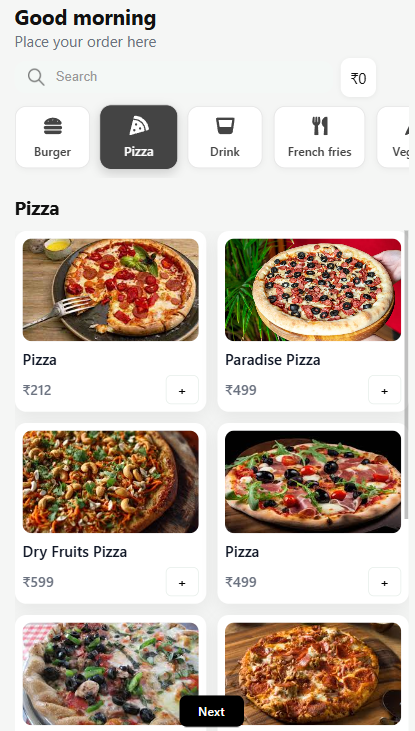 Good morning
Place your order here
Search
₹0
Burger
Pizza
Drink
French fries
Veg
Pizza
Pizza
₹212
+
Paradise Pizza
₹499
+
Dry Fruits Pizza
₹599
+
Pizza
₹499
+
Next